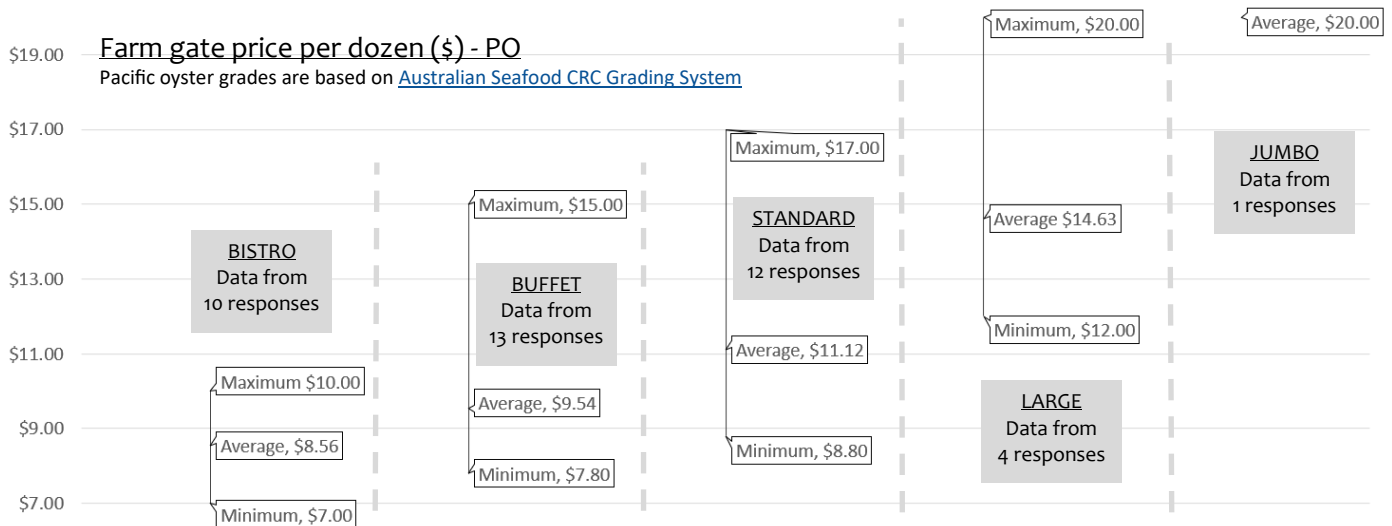 Farm gate price per dozen ($) - PO
Pacific oyster grades are based on Australian Seafood CRC Grading System
$19.00
$17.00
$15.00
$13.00
$11.00
$9.00
$7.00
BISTRO
Data from
10 responses
Maximum $10.00
Average, $8.56
Minimum, $7.00
Maximum, $15.00
BUFFET
Data from
13 responses
Average, $9.54
Minimum, $7.80
Maximum, $17.00
STANDARD
Data from
12 responses
Average, $11.12
Minimum, $8.80
Maximum, $20.00
Average $14.63
Minimum, $12.00
LARGE
Data from
4 responses
Average, $20.00
JUMBO
Data from
1 responses